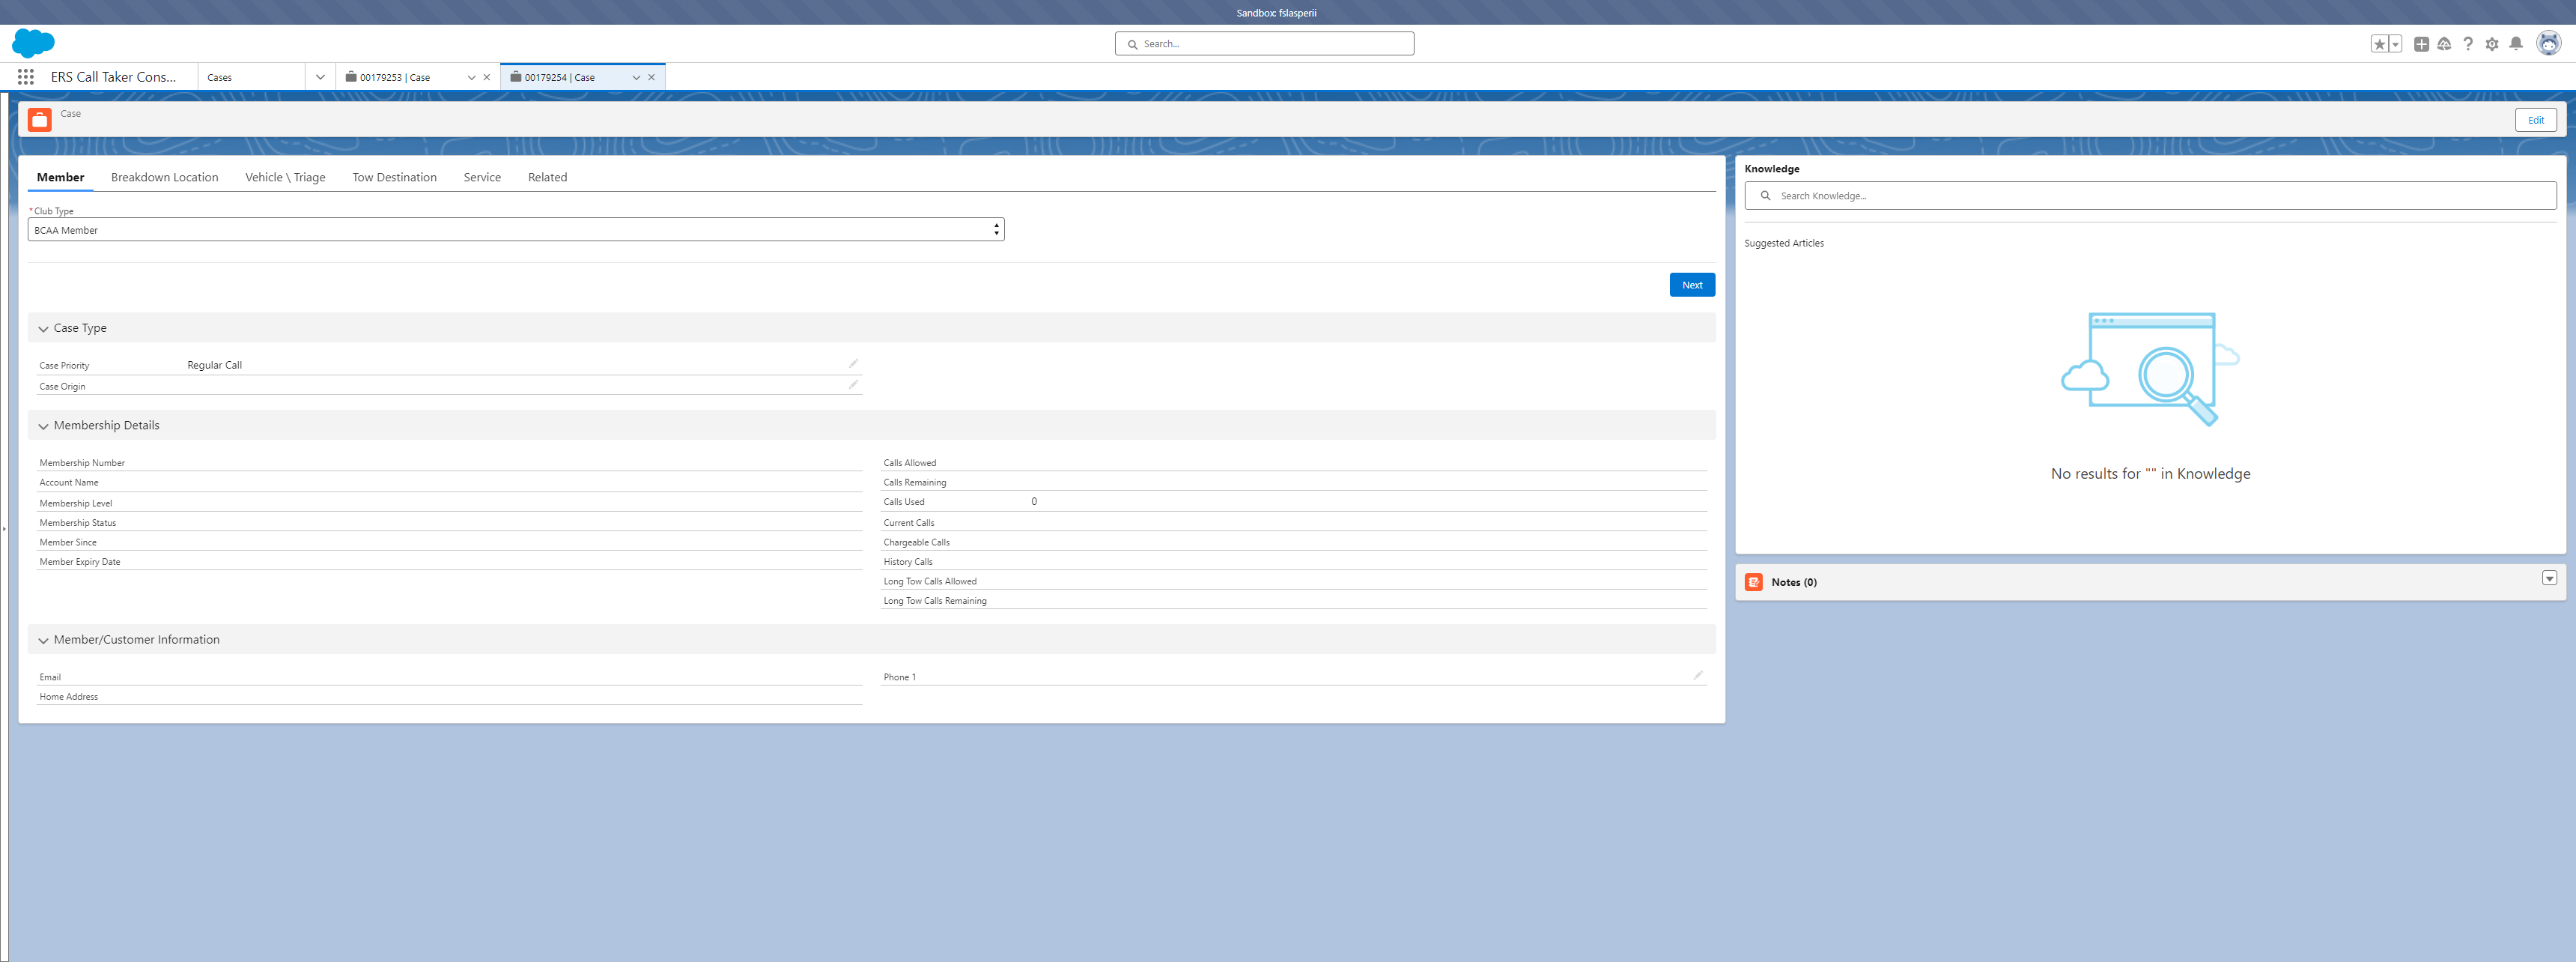 Sandbox: fslasperii
Search...
ERS Call Taker Cons...
Cases
00179253 | Case
00179254 | Case
Case
Edit
Member
Breakdown Location
Vehicle \ Triage
Tow Destination
Service
Related
*Club Type
BCAA Member
Next
Case Type
Case Priority
Regular Call
Case Origin
Membership Details
Membership Number
Account Name
Membership Level
Membership Status
Member Since
Member Expiry Date
Calls Allowed
Calls Remaining
Calls Used
0
Current Calls
Chargeable Calls
History Calls
Long Tow Calls Allowed
Long Tow Calls Remaining
Member/Customer Information
Email
Home Address
Phone 1
Knowledge
Search Knowledge...
Suggested Articles
No results for "" in Knowledge
Notes (0)